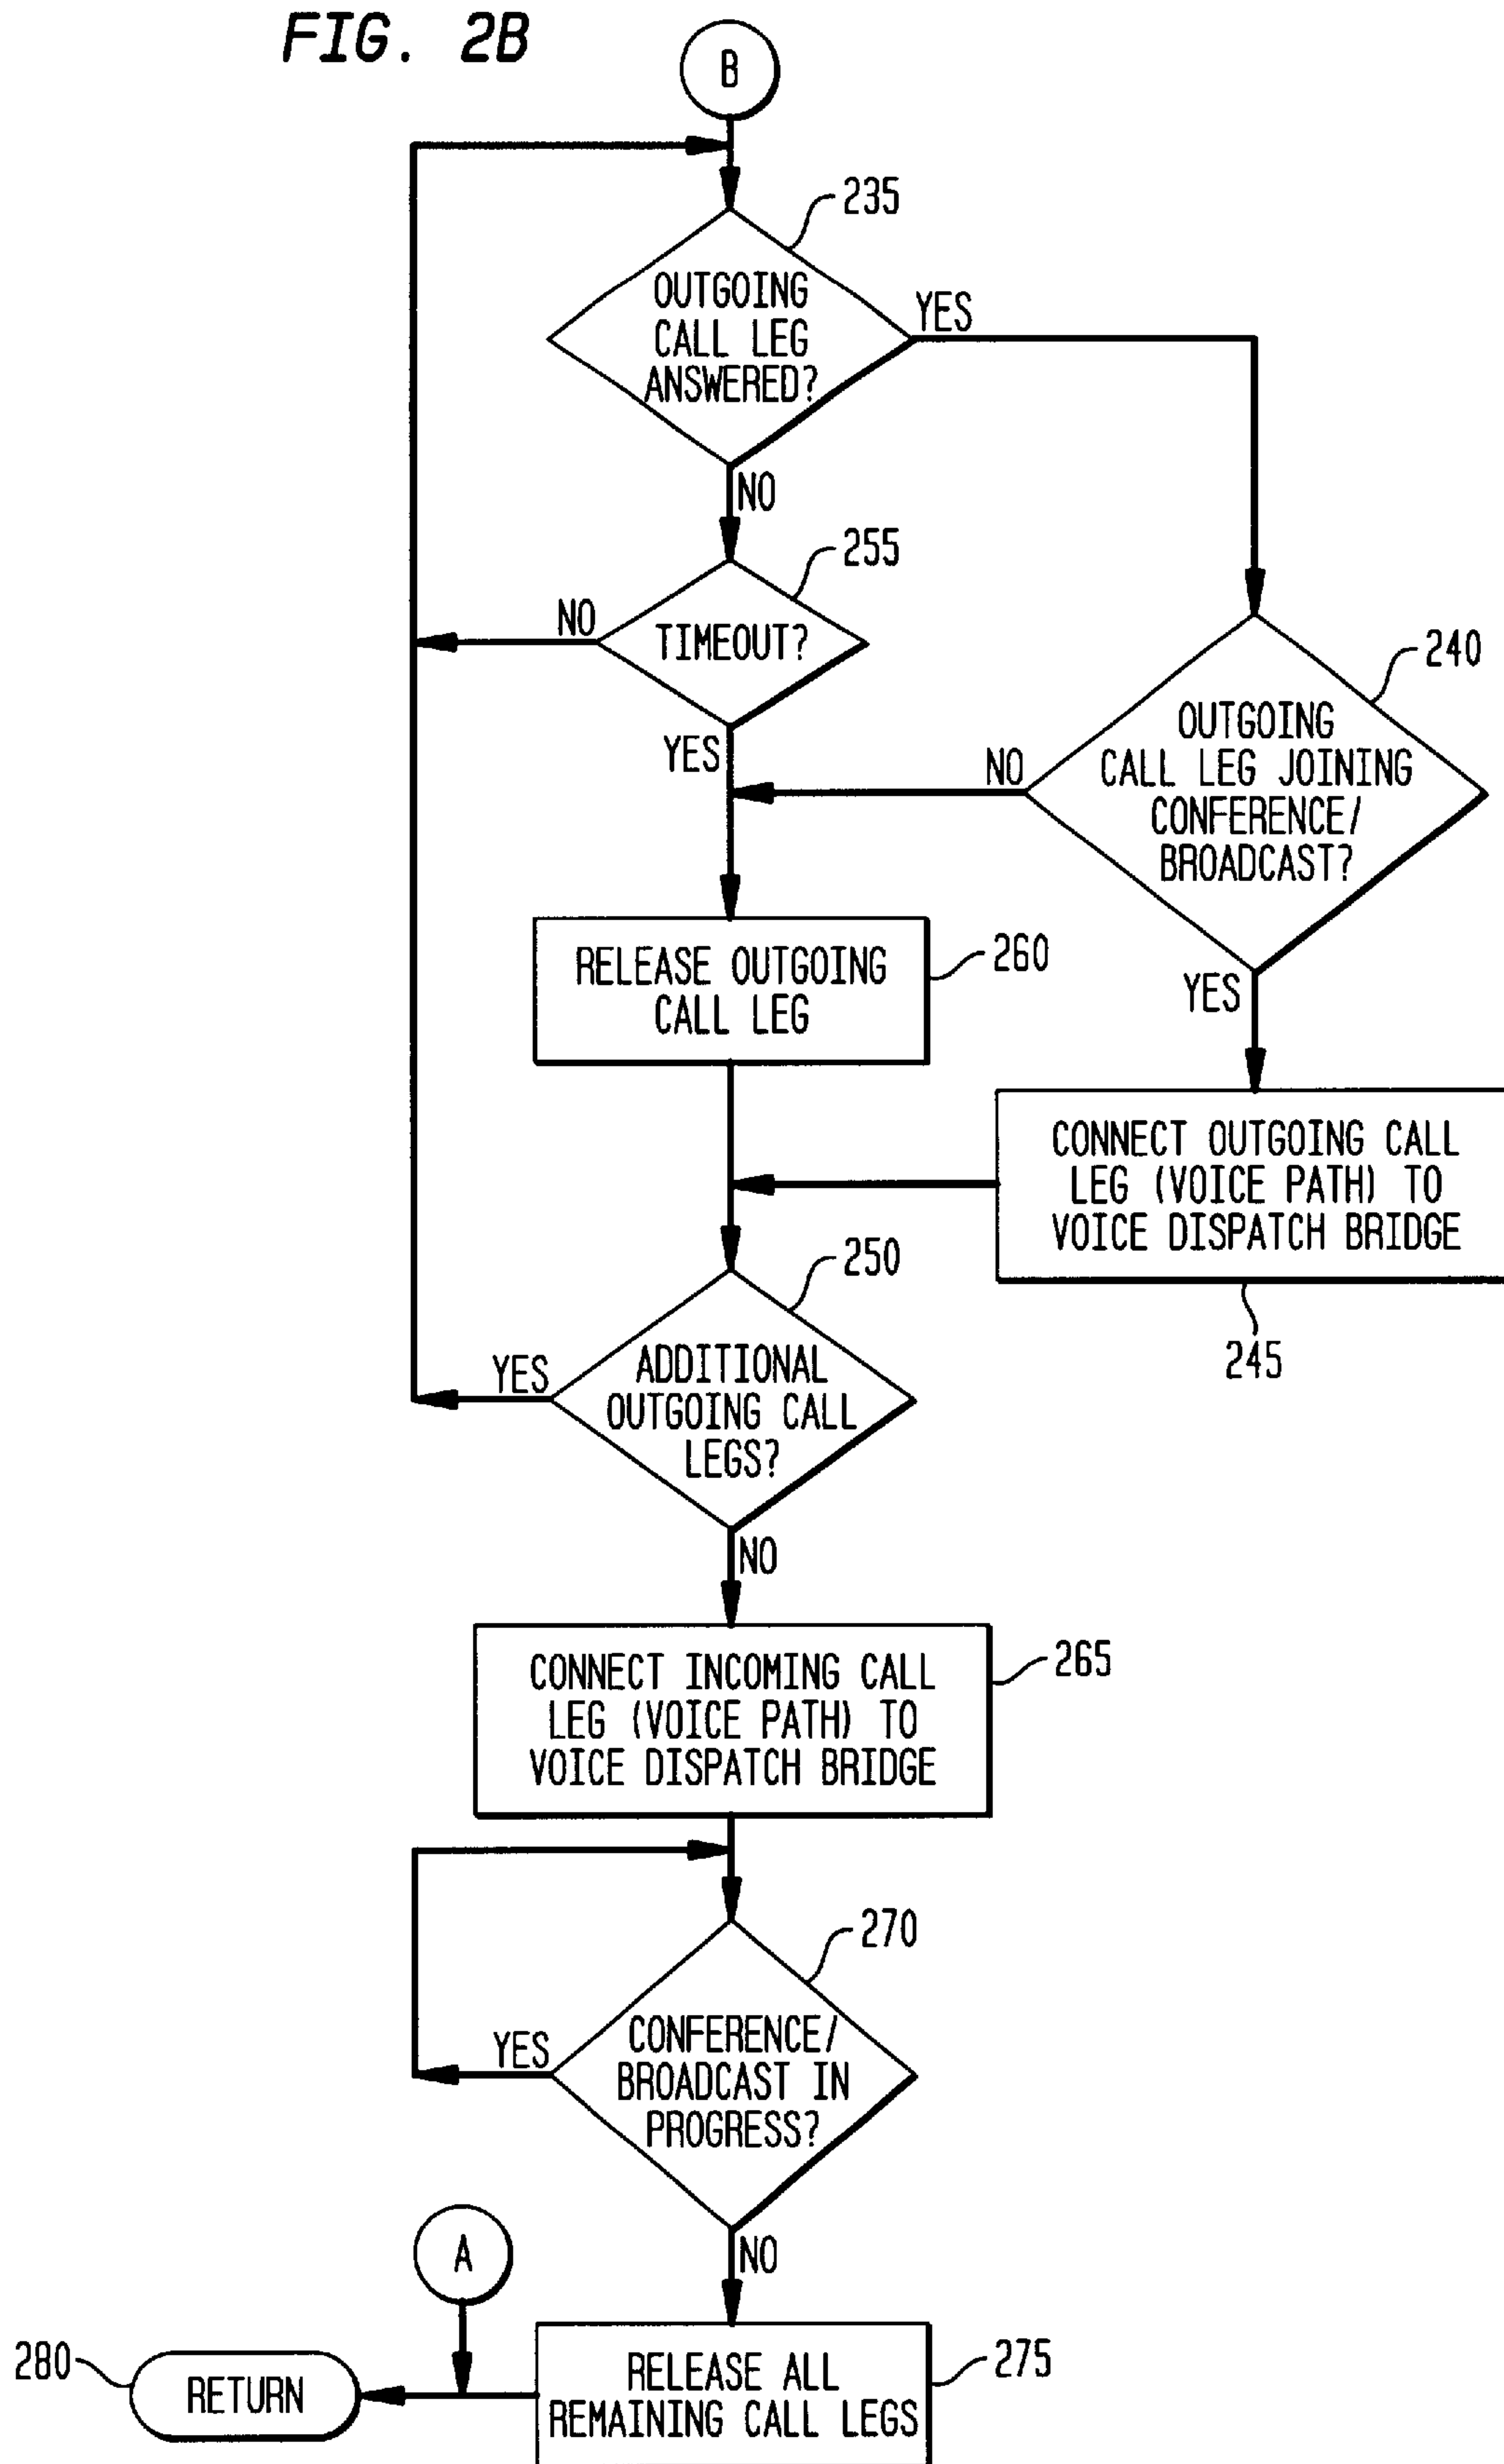 FIG. 2B
B
235
OUTGOING
CALL LEG
ANSWERED?
YES
NO
255
TIMEOUT?
NO
YES
240
OUTGOING
CALL LEG JOINING
CONFERENCE/
BROADCAST?
NO
YES
RELEASE OUTGOING
CALL LEG
260
CONNECT OUTGOING CALL
LEG (VOICE PATH) TO
VOICE DISPATCH BRIDGE
245
250
ADDITIONAL
OUTGOING CALL
LEGS?
YES
NO
CONNECT INCOMING CALL
LEG (VOICE PATH) TO
VOICE DISPATCH BRIDGE
265
270
CONFERENCE/
BROADCAST IN
PROGRESS?
YES
NO
A
280
RETURN
RELEASE ALL
REMAINING CALL LEGS
275